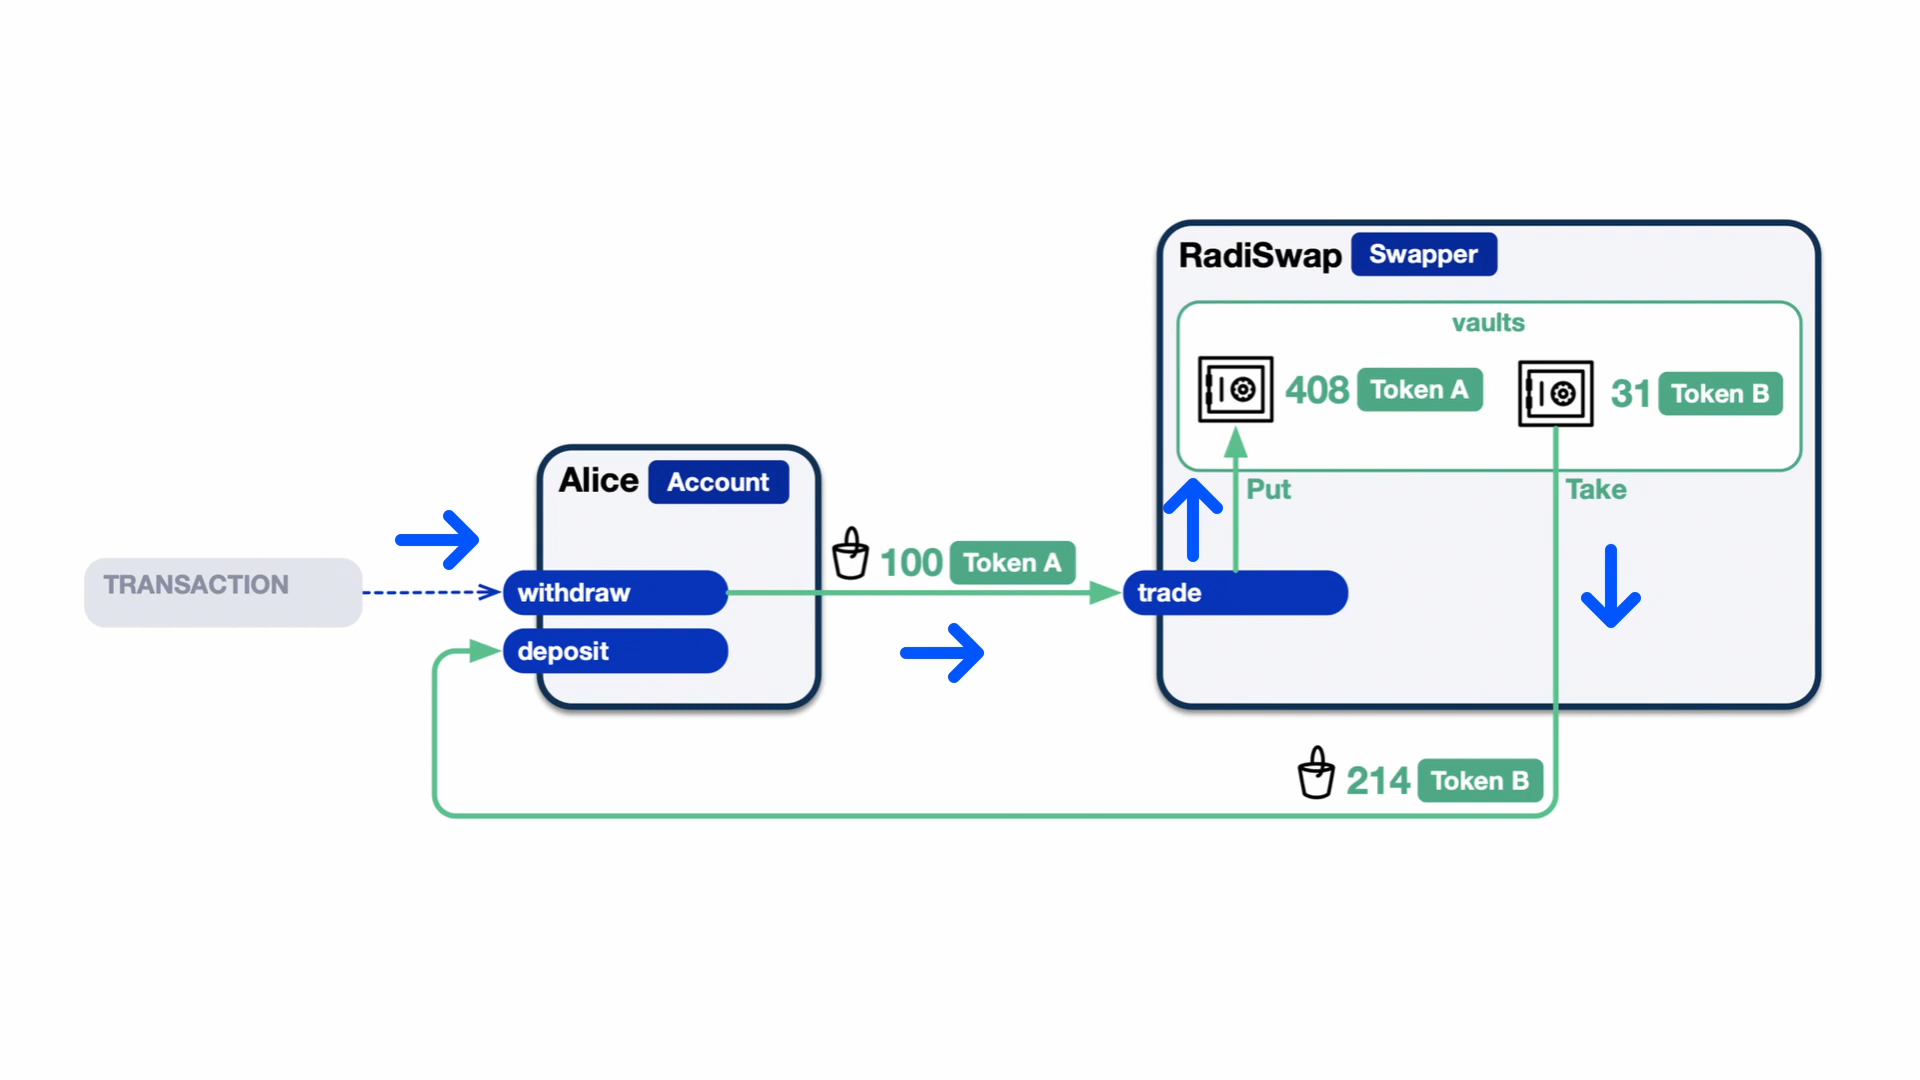 RadiSwap Swapper
vaults
408 Token A
31 Token B
Alice Account
Put
Take
100 Token A
TRANSACTION
withdraw
trade
deposit
214 Token B